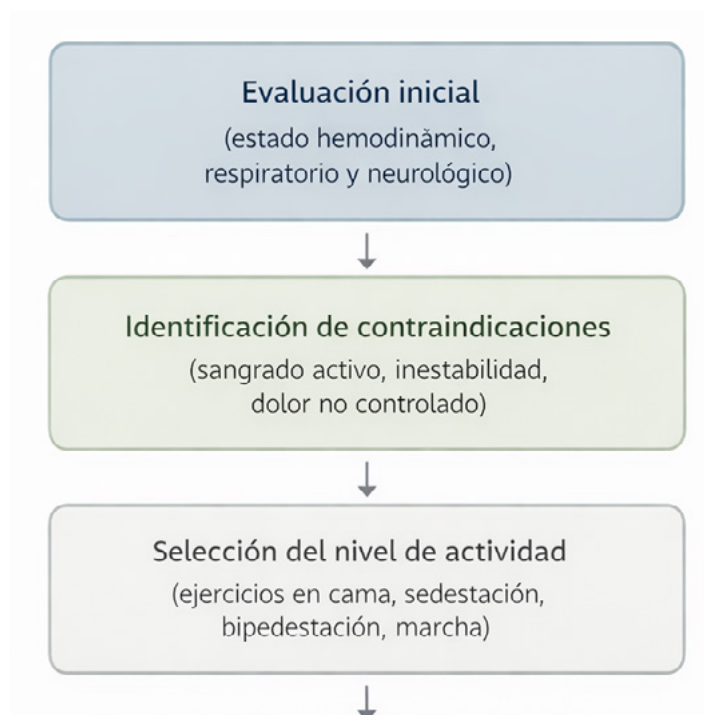 Evaluación inicial
(estado hemodinămico,
respiratorio y neurológico)
Identificación de contraindicaciones
(sangrado activo, inestabilidad,
dolor no controlado)
Selección del nivel de actividad
(ejercicios en cama, sedestación,
bipedestación, marcha)